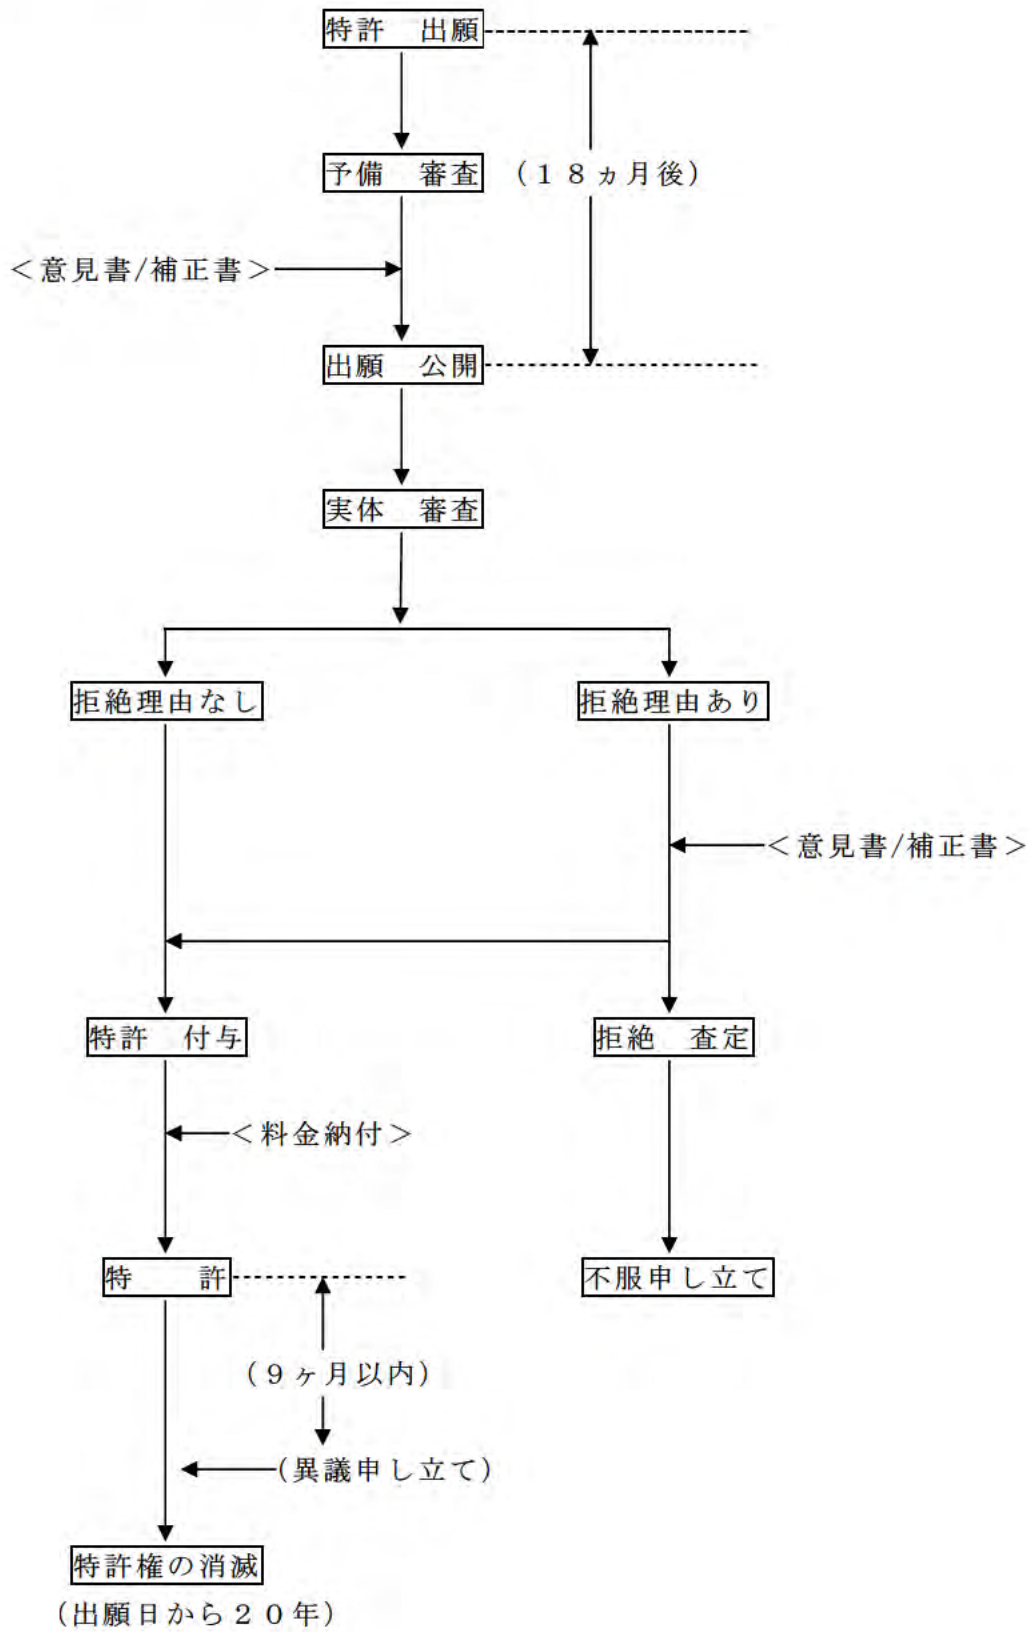 特許　出願
予備　審査
(１８ヵ月後)
＜意見書/補正書＞
出願　公開
実体　審査
拒絶理由なし
拒絶理由あり
＜意見書/補正書＞
特許　付与
拒絶　査定
＜料金納付＞
特　　許
不服申し立て
(９ヶ月以内)
(異議申し立て)
特許権の消滅
(出願日から２０年)